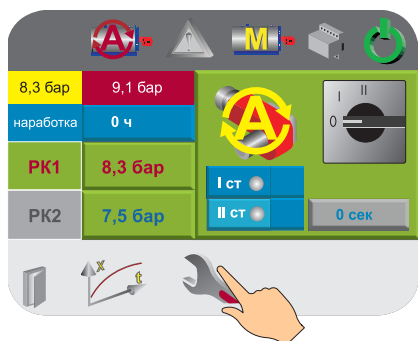 A
M
8,3 бар
9,1 бар
наработка
0 ч
A
I
II
0
РК1
8,3 бар
I ст
II ст
РК2
7,5 бар
0 сек
x
t